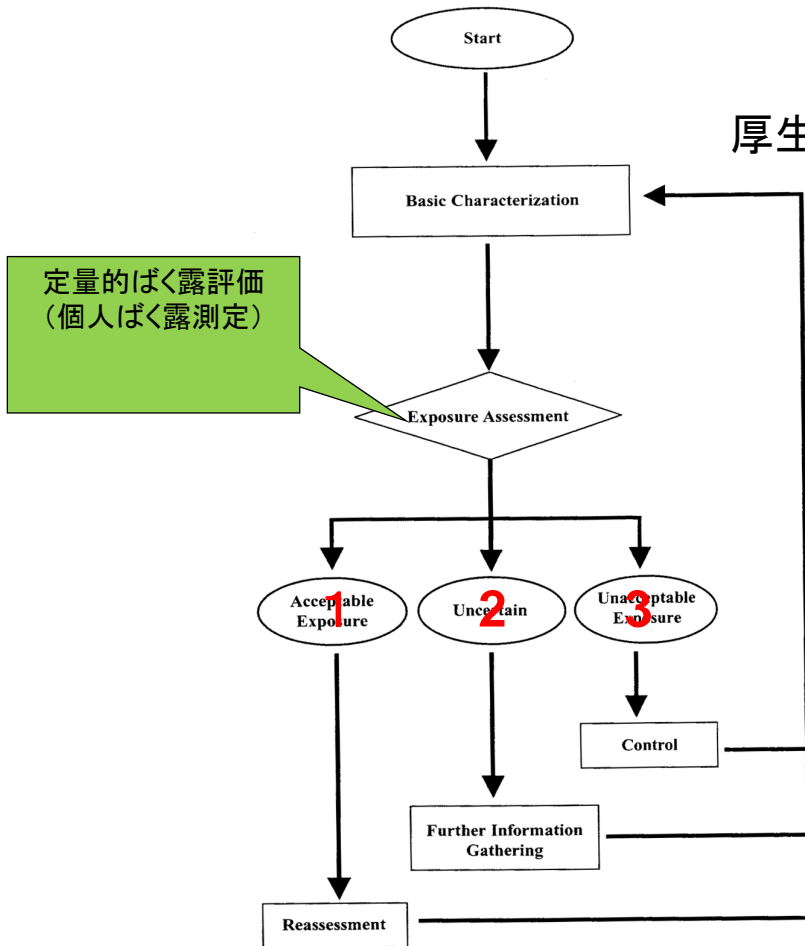 Start
厚生
Basic Characterization
定量的ばく露評価
(個人ばく露測定)
Exposure Assessment
Acceptable
Exposure
1
Uncertain
2
Unacceptable
Exposure
3
Control
Further Information
Gathering
Reassessment